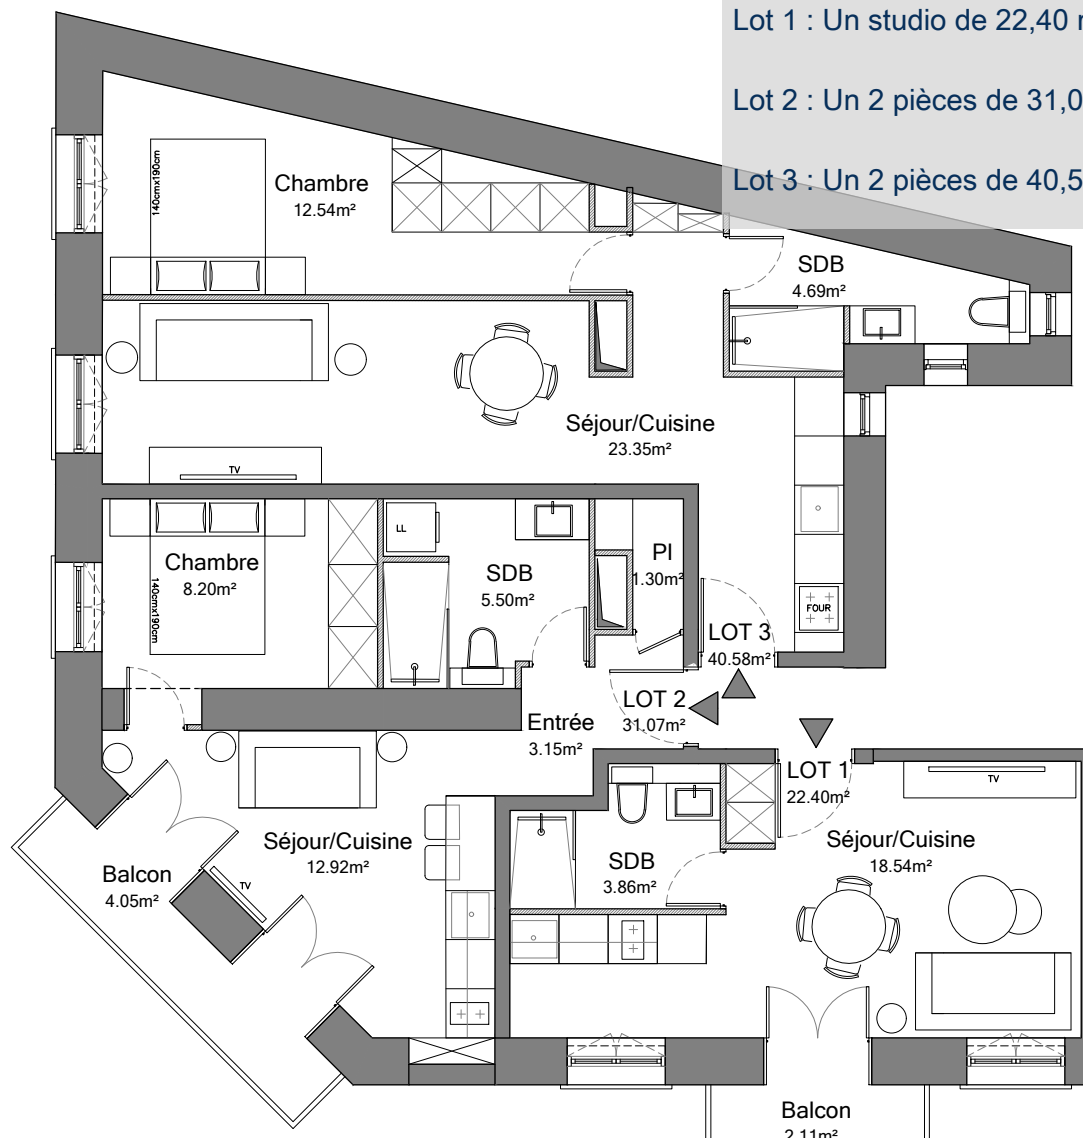 Lot 1 : Un studio de 22,40
Lot 2 : Un 2 pièces de 31,0
Lot 3 : Un 2 pièces de 40,5
140cmx190cm
Chambre
12.54m²
SDB
4.69m²
Séjour/Cuisine
23.35m²
TV
Chambre
8.20m²
140cmx190cm
LL
SDB
5.50m²
PI
1.30m²
FOUR
LOT 3
40.58m²
LOT 2
31.07m²
Entrée
3.15m²
LOT 1
22.40m²
TV
Séjour/Cuisine
12.92m²
TV
Balcon
4.05m²
SDB
3.86m²
Séjour/Cuisine
18.54m²
Balcon
2.11m²